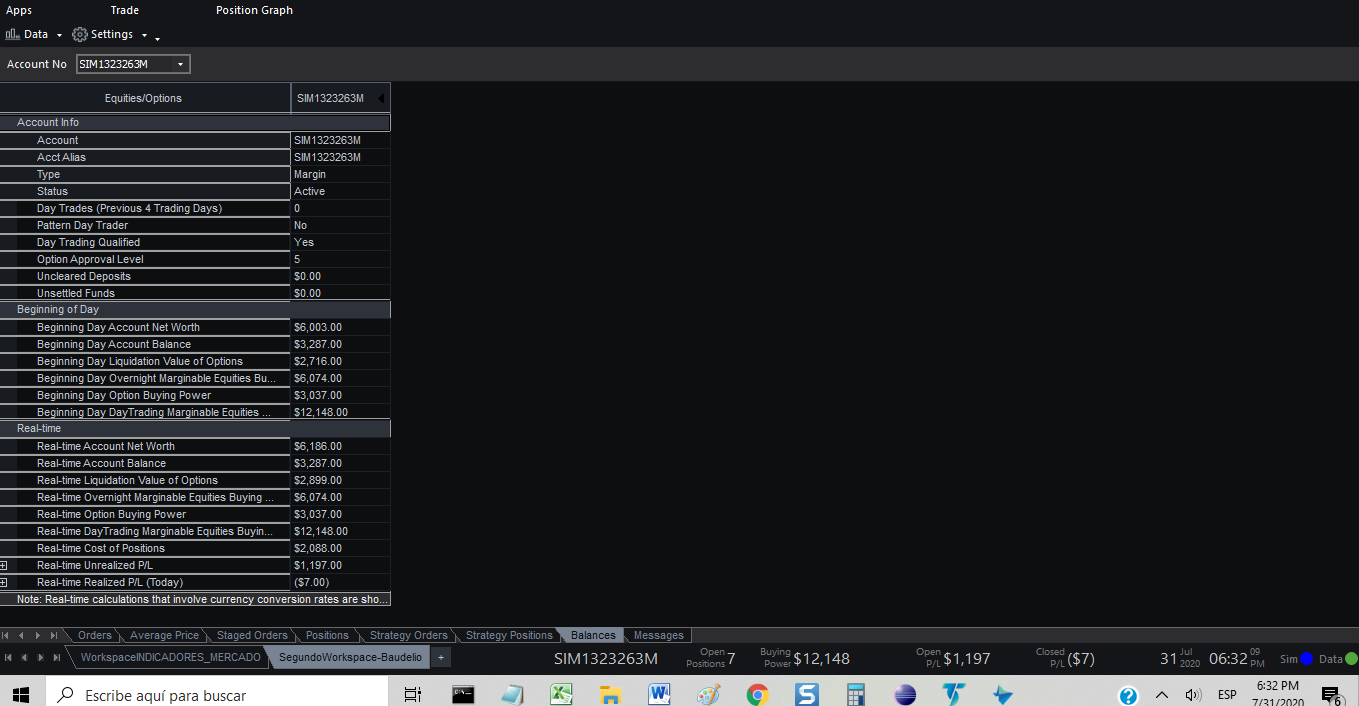 Apps Trade Position Graph
Data Settings
Account No SIM1323263M
Equities/Options SIM1323263M
Account Info
Account SIM1323263M
Acct Alias SIM1323263M
Type Margin
Status Active
Day Trades (Previous 4 Trading Days) 0
Pattern Day Trader No
Day Trading Qualified Yes
Option Approval Level 5
Uncleared Deposits $0.00
Unsettled Funds $0.00
Beginning of Day
Beginning Day Account Net Worth $6,003.00
Beginning Day Account Balance $3,287.00
Beginning Day Liquidation Value of Options $2,716.00
Beginning Day Overnight Marginable Equities Bu... $6,074.00
Beginning Day Option Buying Power $3,037.00
Beginning Day DayTrading Marginable Equities ... $12,148.00
Real-time
Real-time Account Net Worth $6,186.00
Real-time Account Balance $3,287.00
Real-time Liquidation Value of Options $2,899.00
Real-time Overnight Marginable Equities Buying ... $6,074.00
Real-time Option Buying Power $3,037.00
Real-time DayTrading Marginable Equities Buyin... $12,148.00
Real-time Cost of Positions $2,088.00
Real-time Unrealized P/L $1,197.00
Real-time Realized P/L (Today) ($7.00)
Note: Real-time calculations that involve currency conversion rates are sho...
Orders Average Price Staged Orders Positions Strategy Orders Strategy Positions Balances Messages
WorkspaceINDICADORES_MERCADO SegundoWorkspace-Baudelio + SIM1323263M Open Positions 7 Buying Power $12,148 Open P/L $1,197 Closed P/L ($7) 31 Jul 2020 06:32 09 PM Sim Data
Escribe aquí para buscar ESP 6:32 PM
7/31/2020 6